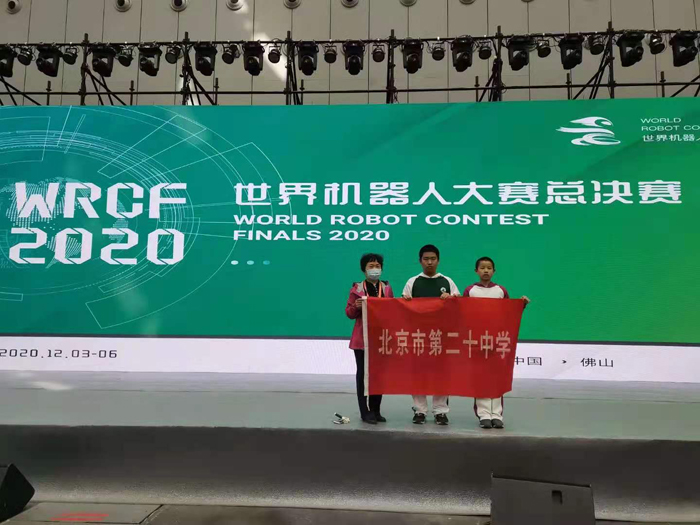 WORLD
ROBOT CO
世界机器人
WRCF
2020
世界机器人大赛总决赛
WORLD ROBOT CONTEST
FINALS 2020
北京市第二十中学
2020.12.03-06
中国 > 佛山